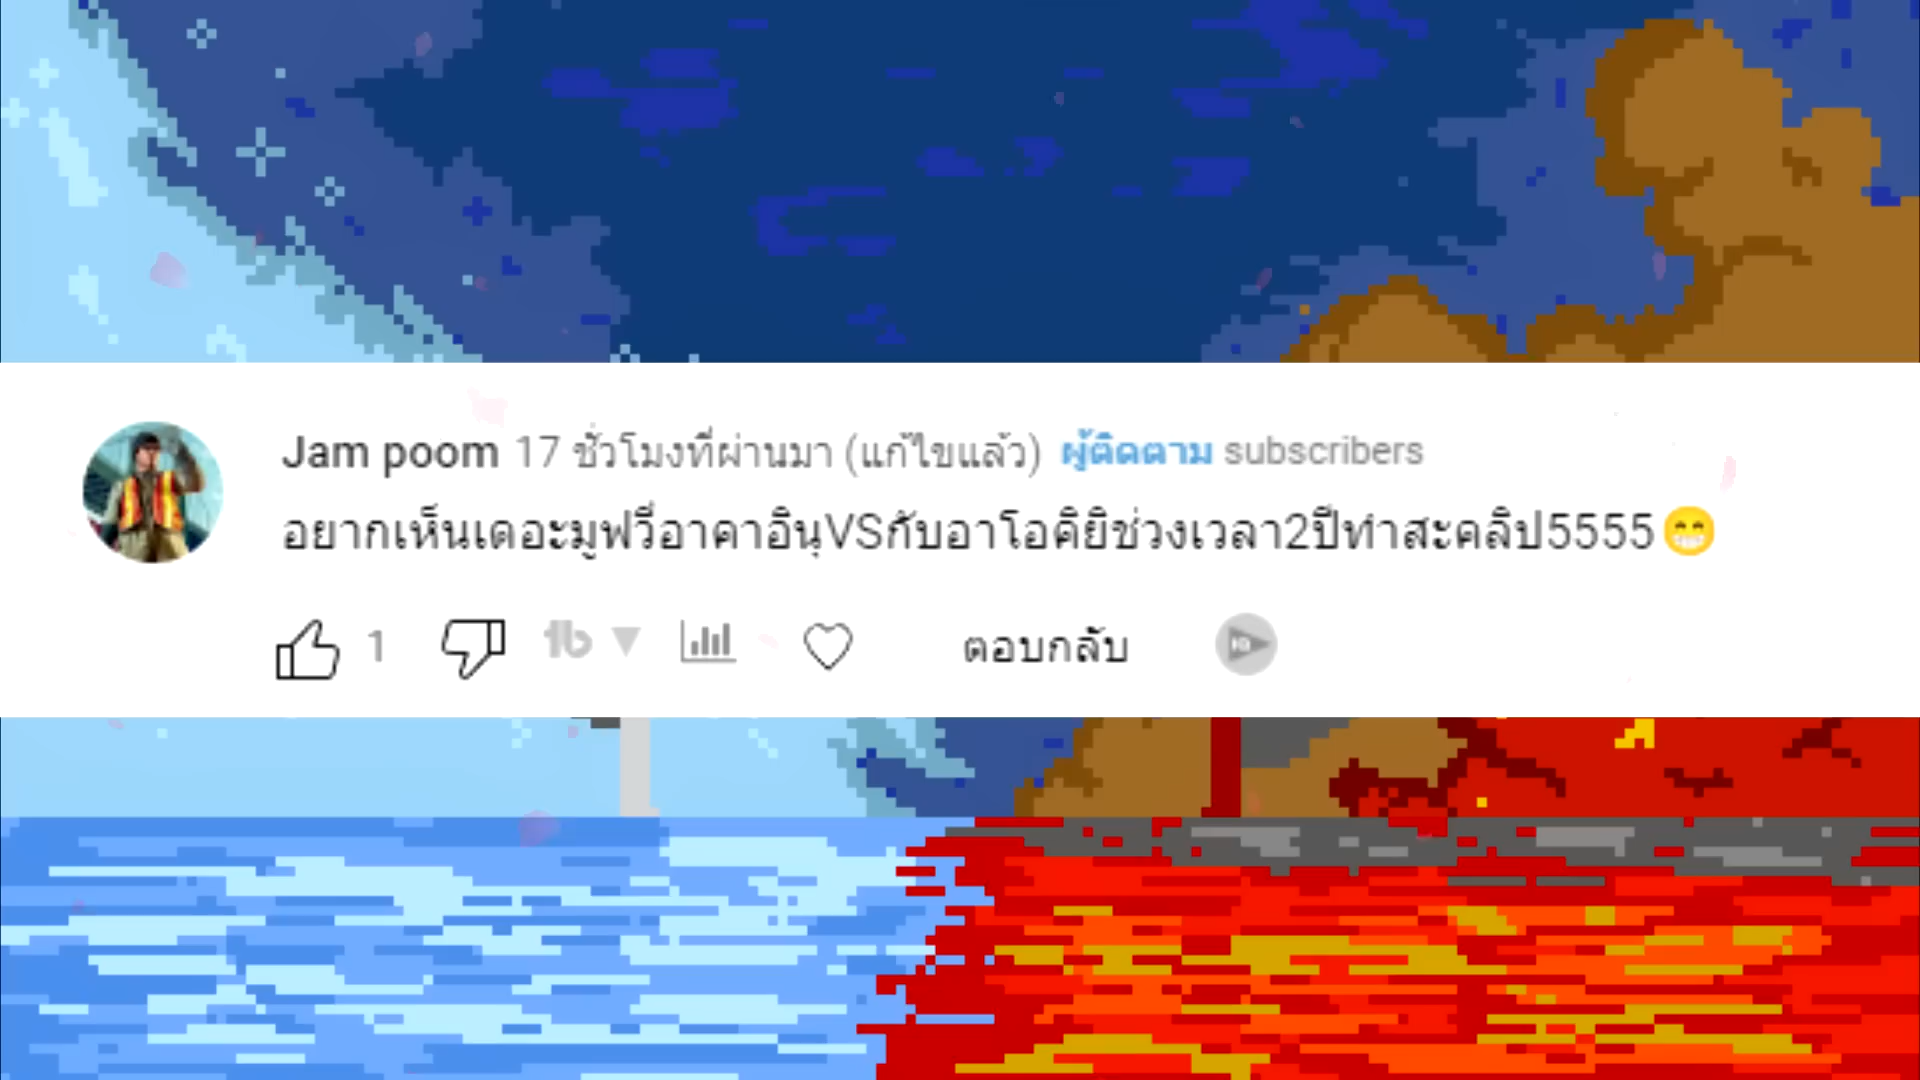 Jam poom 17 ชั่วโมงที่ผ่านมา (แก้ไขแล้ว) ผู้ติดตาม subscribers
อยากเห็นเดอะมูฟวี่อาคาอินุVSกับอาโอคิยิช่วงเวลา2ปีทำสะคลิป5555😁
1 ตอบกลับ